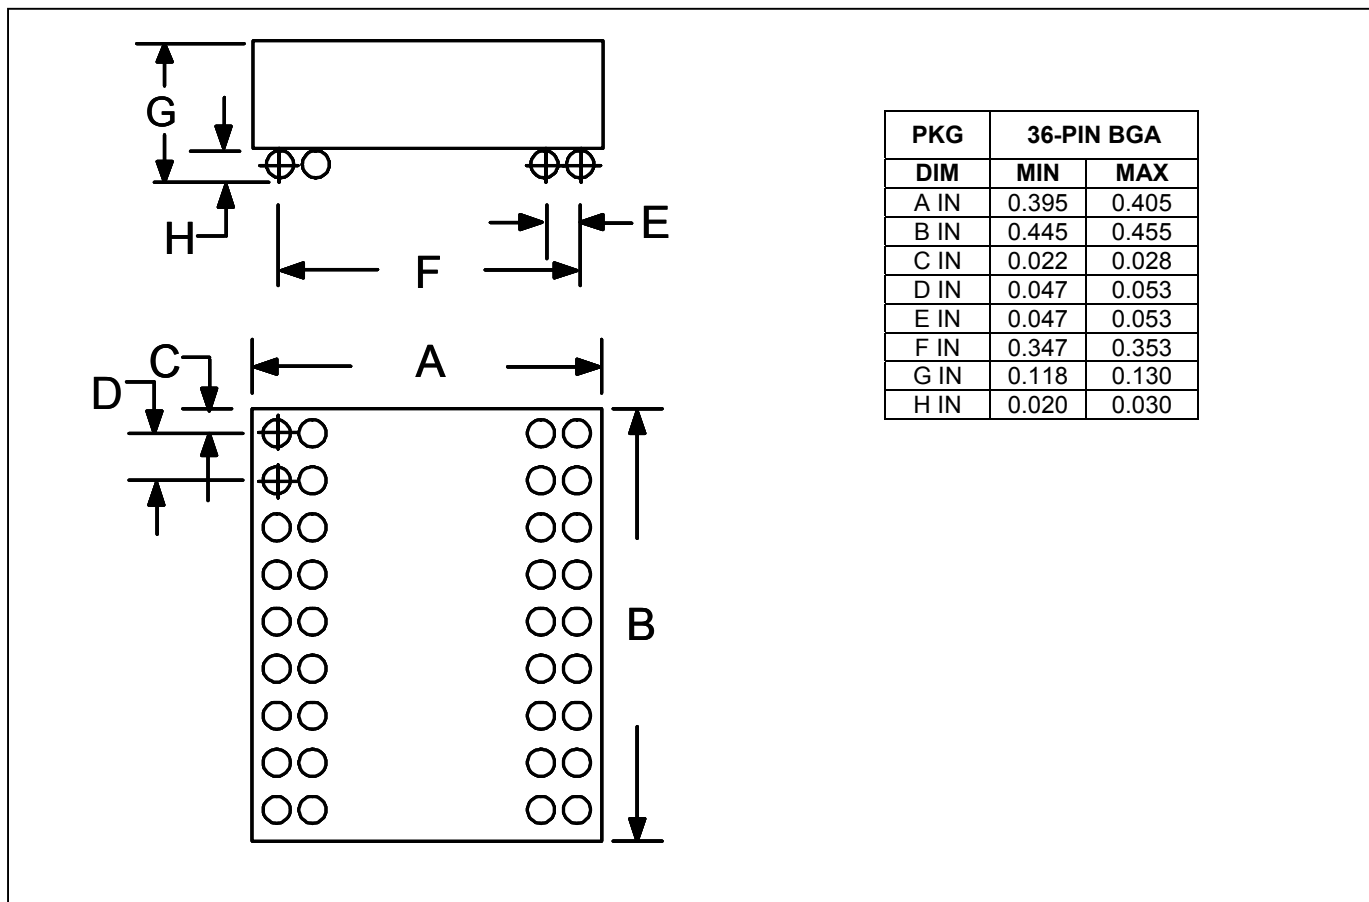 G
H
E
F
C
D
A
B
PKG 36-PIN BGA
DIM MIN MAX
A IN 0.395 0.405
B IN 0.445 0.455
C IN 0.022 0.028
D IN 0.047 0.053
E IN 0.047 0.053
F IN 0.347 0.353
G IN 0.118 0.130
H IN 0.020 0.030